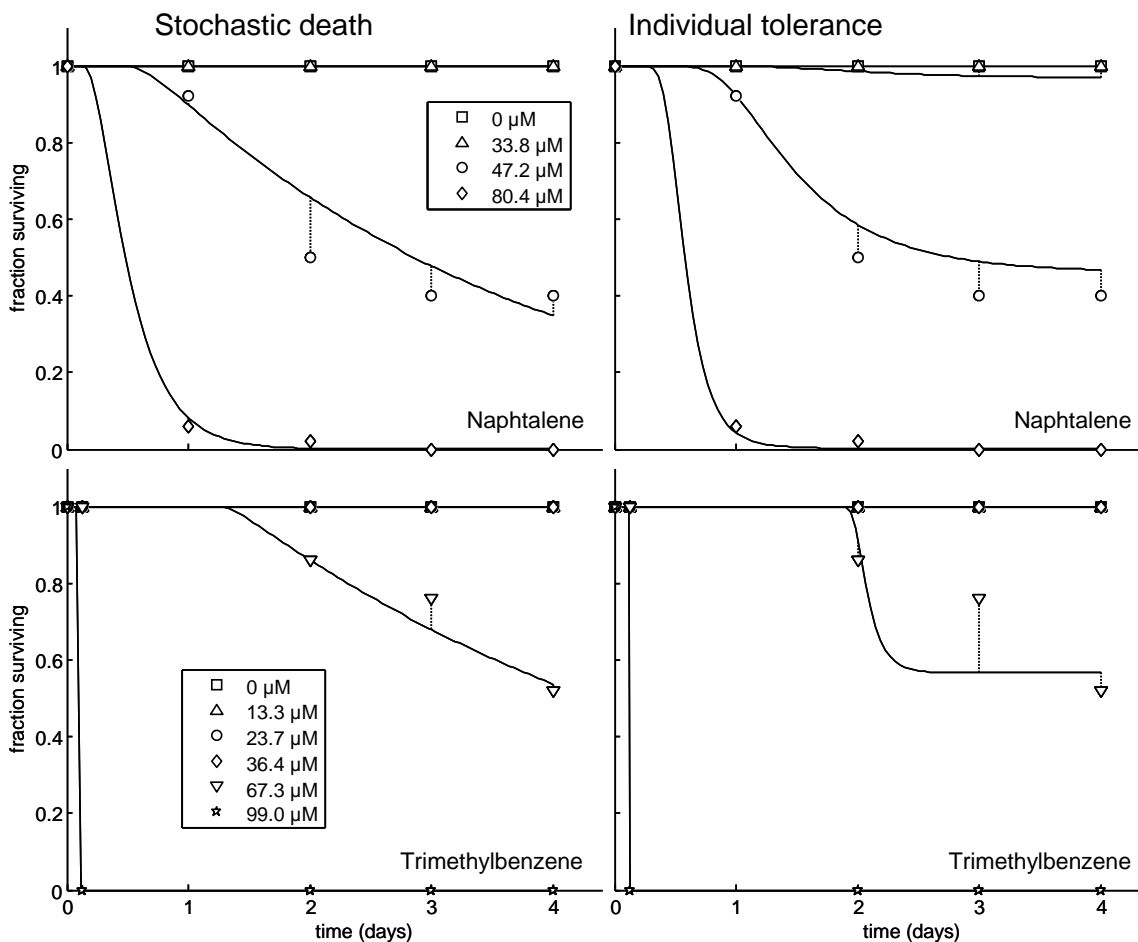 Stochastic death
Individual tolerance
1
0.8
0.6
0.4
0.2
0
fraction surviving
0 µM
33.8 µM
47.2 µM
80.4 µM
Naphtalene
Naphtalene
1
0.8
0.6
0.4
0.2
0
fraction surviving
0 µM
13.3 µM
23.7 µM
36.4 µM
67.3 µM
99.0 µM
Trimethylbenzene
Trimethylbenzene
0 1 2 3 4
0 1 2 3 4
time (days)
time (days)